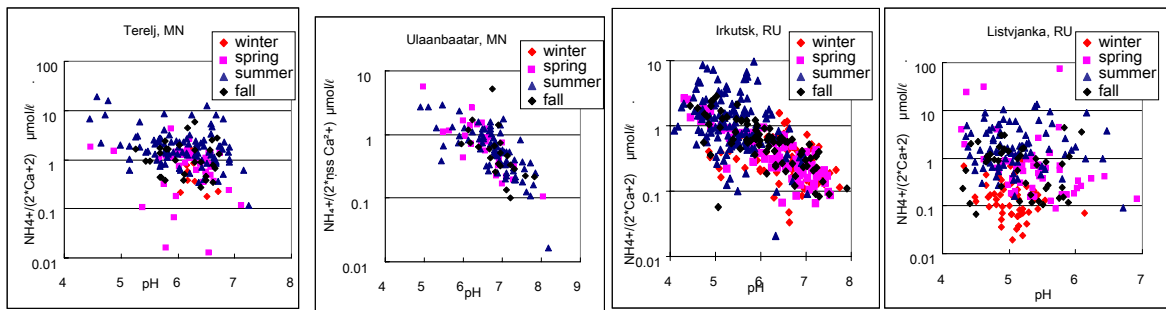 Terelj, MN
winter
spring
summer
fall
NH4+/(2*Ca+2) μmol/ℓ
100
10
1
0.1
0.01
4 5 6 7 8
pH
Ulaanbaatar, MN
winter
spring
summer
fall
NH₄+/(2*nss Ca²+) μmol/ℓ
10
1
0.1
0.01
4 5 6 7 8 9
pH
Irkutsk, RU
winter
spring
summer
fall
NH4+/(2*Ca+2) μmol/ℓ
10
1
0.1
0.01
4 5 6 7 8
pH
Listvjanka, RU
winter
spring
summer
fall
NH4+/(2*Ca+2) μmol/ℓ
100
10
1
0.1
0.01
4 5 6 7
pH